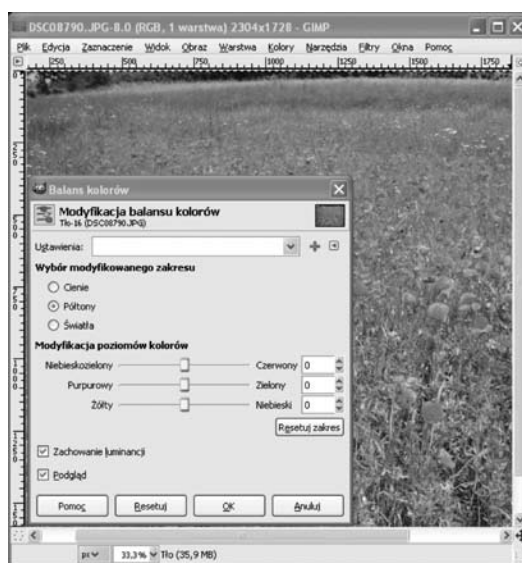 DSC08790.JPG-8.0 (RGB, 1 warstwa) 2304x1728 – GIMP
Plik Edycja Zaznaczenie Widok Obraz Warstwa Kolory Narzędzia Filtry Okna Pomoc
250 500 750 1000 1250 1500 1750
Balans kolorów
Modyfikacja balansu kolorów
Tło-16 (DSC08790.JPG)
Ustawienia:
Wybór modyfikowanego zakresu
Cienie
Półtony
Światła
Modyfikacja poziomów kolorów
Niebieskozielony Czerwony 0
Purpurowy Zielony 0
Żółty Niebieski 0
Resetuj zakres
Zachowanie luminancji
Podgląd
Pomoc Resetuj OK Anuluj
px 33,3% Tło (35,9 MB)